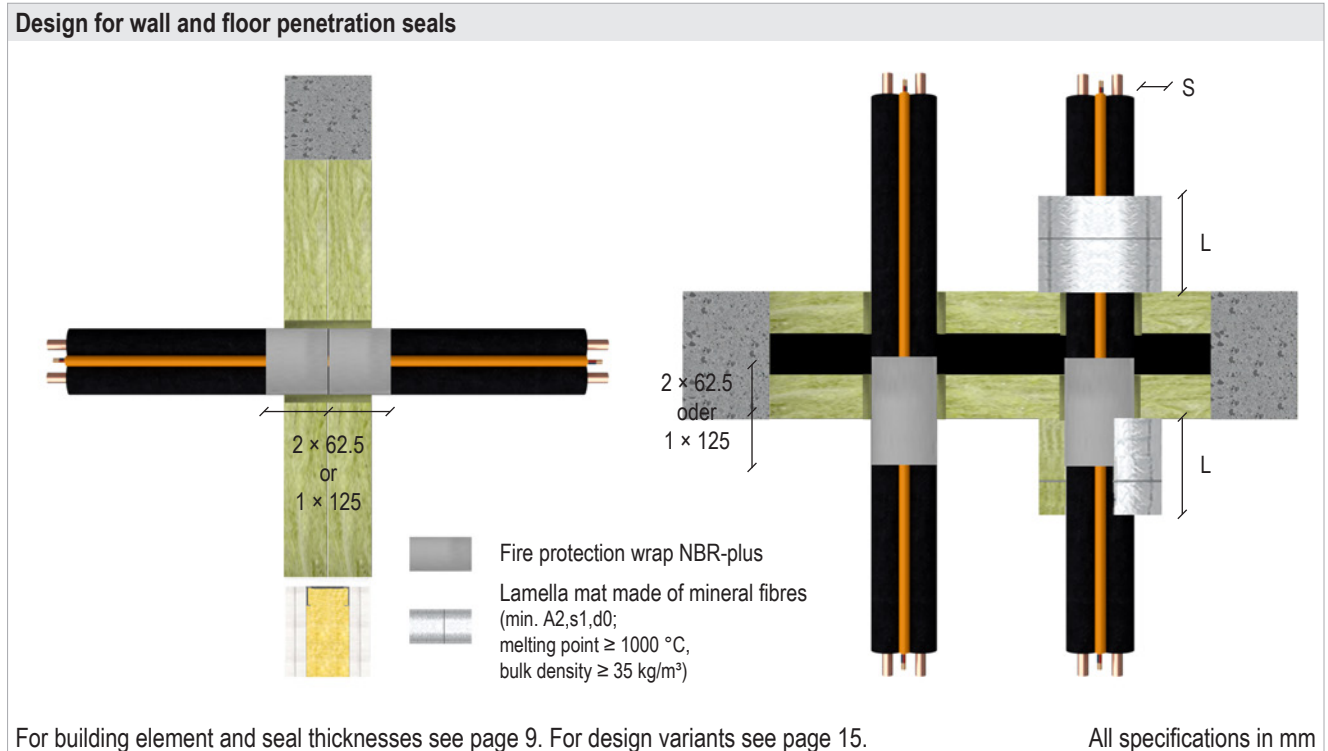 Design for wall and floor penetration seals
S
L
2 × 62.5
oder
1 × 125
L
2 × 62.5
or
1 × 125
Fire protection wrap NBR-plus
Lamella mat made of mineral fibres
(min. A2,s1,d0;
melting point ≥ 1000 °C,
bulk density ≥ 35 kg/m³)
For building element and seal thicknesses see page 9. For design variants see page 15.
All specifications in mm